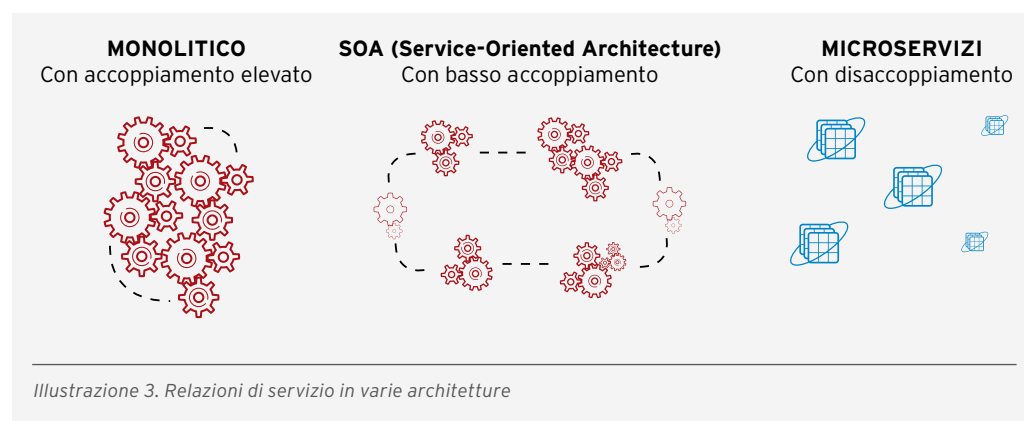 MONOLITICO
Con accoppiamento elevato
SOA (Service-Oriented Architecture)
Con basso accoppiamento
MICROSERVIZI
Con disaccoppiamento
Illustrazione 3. Relazioni di servizio in varie architetture